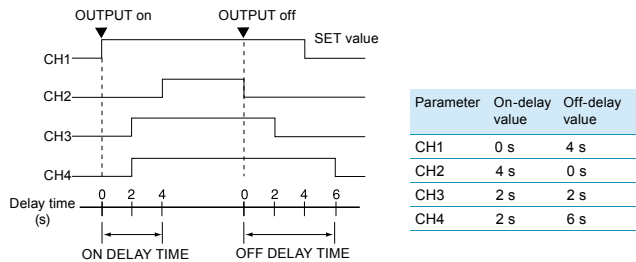 OUTPUT on OUTPUT off
SET value
CH1
CH2
CH3
CH4
Delay time (s)
0 2 4 0 2 4 6
ON DELAY TIME OFF DELAY TIME
Parameter On-delay value Off-delay value
CH1 0 s 4 s
CH2 4 s 0 s
CH3 2 s 2 s
CH4 2 s 6 s